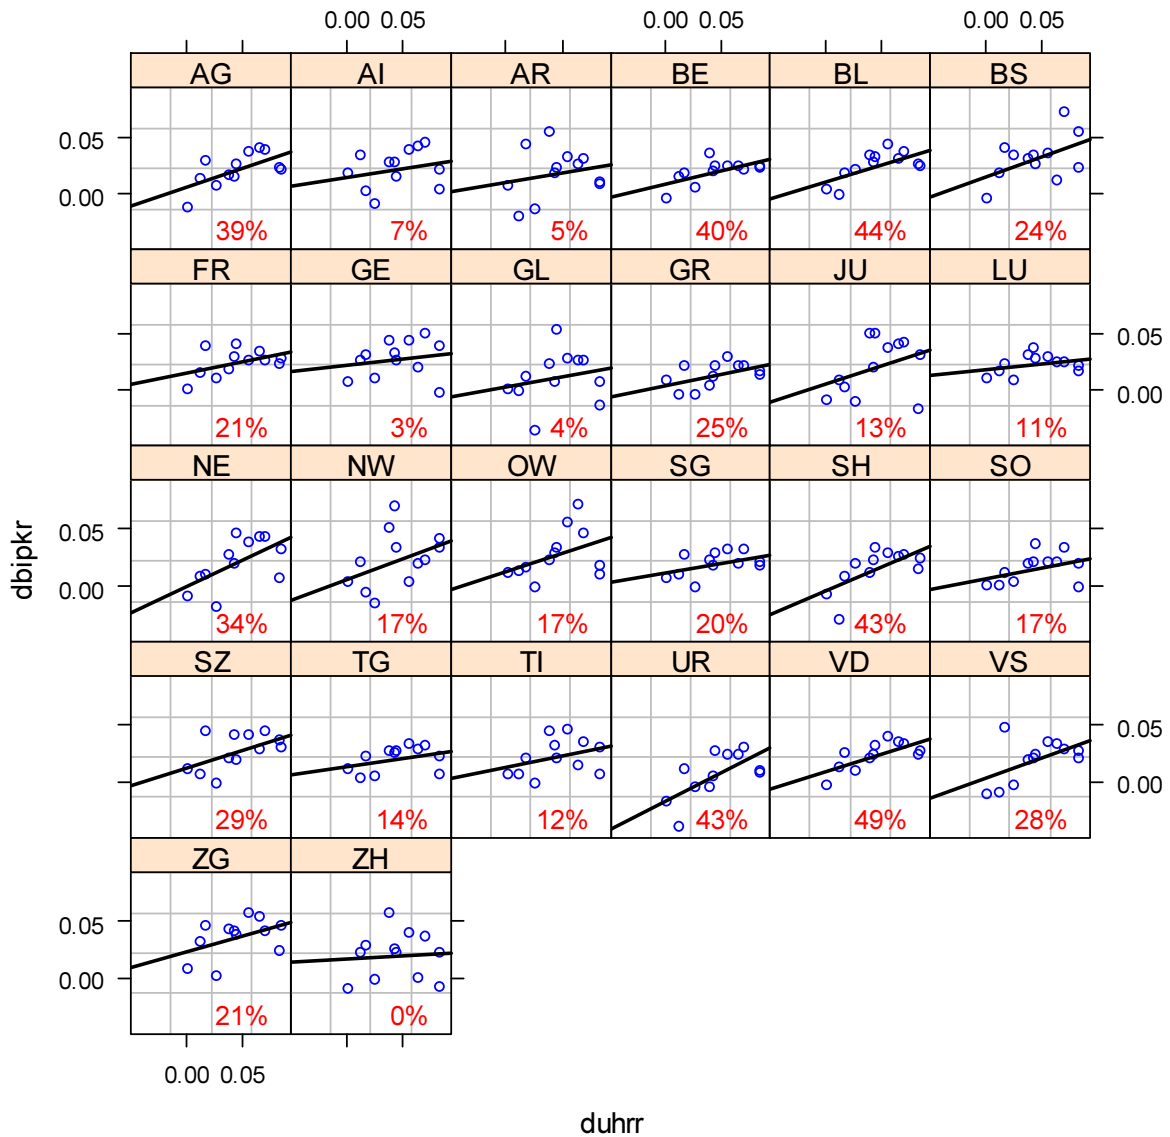 0.00 0.05 0.00 0.05 0.00 0.05
AG AI AR BE BL BS
0.05
0.00
39% 7% 5% 40% 44% 24%
FR GE GL GR JU LU
0.05
0.00
21% 3% 4% 25% 13% 11%
NE NW OW SG SH SO
0.05
0.00
34% 17% 17% 20% 43% 17%
dbipkr
SZ TG TI UR VD VS
0.05
0.00
29% 14% 12% 43% 49% 28%
ZG ZH
0.05
0.00
21% 0%
0.00 0.05
duhrr